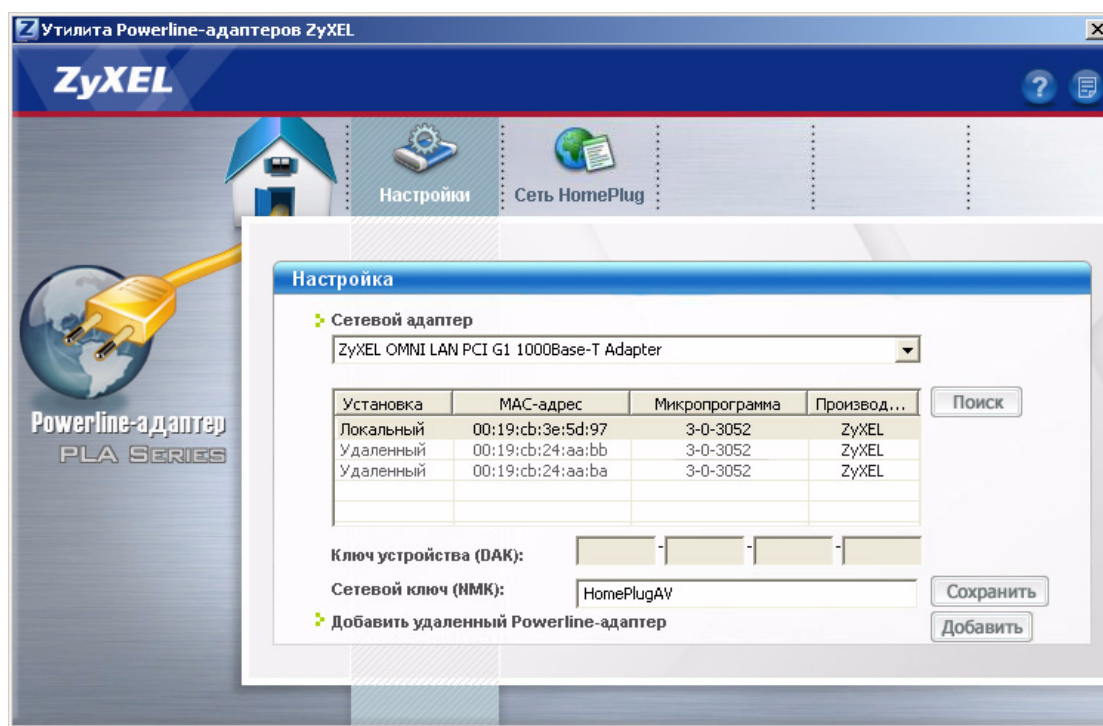 Утилита Powerline-адаптеров ZyXEL
ZyXEL
?
Настройки
Сеть HomePlug
Powerline-адаптер
PLA SERIES
Настройка
Сетевой адаптер
ZyXEL OMNI LAN PCI G1 1000Base-T Adapter
Установка MAC-адрес Микропрограмма Производ...
Локальный 00:19:cb:3e:5d:97 3-0-3052 ZyXEL
Удаленный 00:19:cb:24:aa:bb 3-0-3052 ZyXEL
Удаленный 00:19:cb:24:aa:ba 3-0-3052 ZyXEL
Поиск
Ключ устройства (DAK): - - -
Сетевой ключ (NMK): HomePlugAV
Сохранить
Добавить удаленный Powerline-адаптер
Добавить